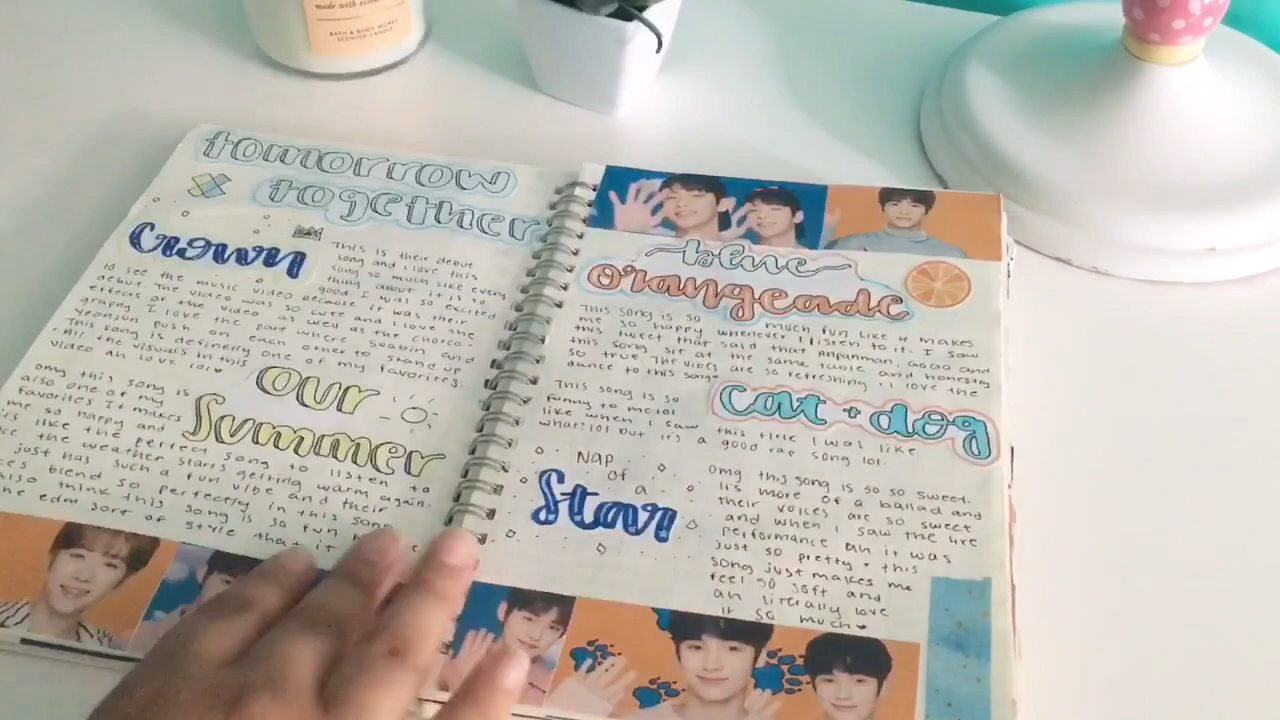 made with essen
BATH & BODY WORKS
SCENTED CANDLE
tomorrow
together
Crown
This is their debut
song and i love this
song so much like every
thing about it is so
good I was so excited
to see the music video because it was their
debut the video was so cute and I love the
effects of the video as well as the choreo-
graphy, I love the part where Soobin and
Yeonjun push on each other to stand up
This song is definetly one of my favorites.
All the visuals in this
video Ah love lol
our
Summer
omg this song is
also one of my
favorites It makes
me so happy and
is like the perfect song to listen to
the weather starts getting warm again.
just has such a fun vibe and their
blend so perfectly in this song
also think this song is so fun
the edm sort of style that it
blue
orangeade
This song is so much fun like it makes
me so happy whenever I listen to it. I saw
this tweet that said that Anpanman, GoGo and
this song sit at the same table and honestly
so true The vibes are so refreshing i love the
dance to this song
cat + dog
This song is so
funny to me lol
like when I saw this title I was like
what? lol but it's a good rap song lol.
Nap
of
a
Star
omg this song is so so sweet.
It's more of a ballad and
their voices are so sweet
and when I saw the live
performance ah it was
just so pretty + this
song just makes me
feel so soft and
ah literally love
it so much